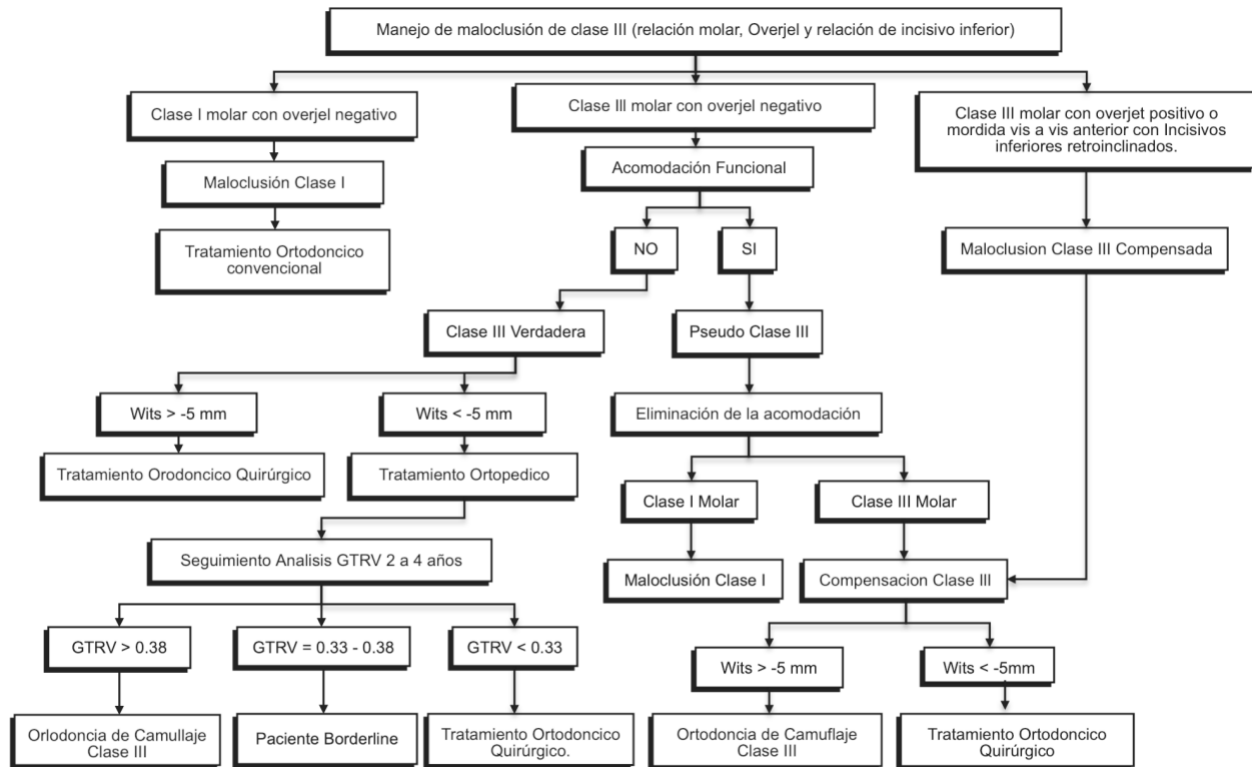 Manejo de maloclusión de clase III (relación molar, Overjel y relación de incisivo inferior)
Clase I molar con overjel negativo
Clase III molar con overjel negativo
Clase III molar con overjet positivo o
mordida vis a vis anterior con Incisivos
inferiores retroinclinados.
Maloclusión Clase I
Acomodación Funcional
Tratamiento Ortodoncico
convencional
NO
SI
Maloclusion Clase III Compensada
Clase III Verdadera
Pseudo Clase III
Wits > -5 mm
Wits < -5 mm
Eliminación de la acomodación
Tratamiento Orodoncico Quirúrgico
Tratamiento Ortopedico
Clase I Molar
Clase III Molar
Seguimiento Analisis GTRV 2 a 4 años
Maloclusión Clase I
Compensacion Clase III
GTRV > 0.38
GTRV = 0.33 - 0.38
GTRV < 0.33
Wits > -5 mm
Wits < -5mm
Orlodoncia de Camullaje
Clase III
Paciente Borderline
Tratamiento Ortodoncico
Quirúrgico.
Ortodoncia de Camuflaje
Clase III
Tratamiento Ortodoncico
Quirúrgico